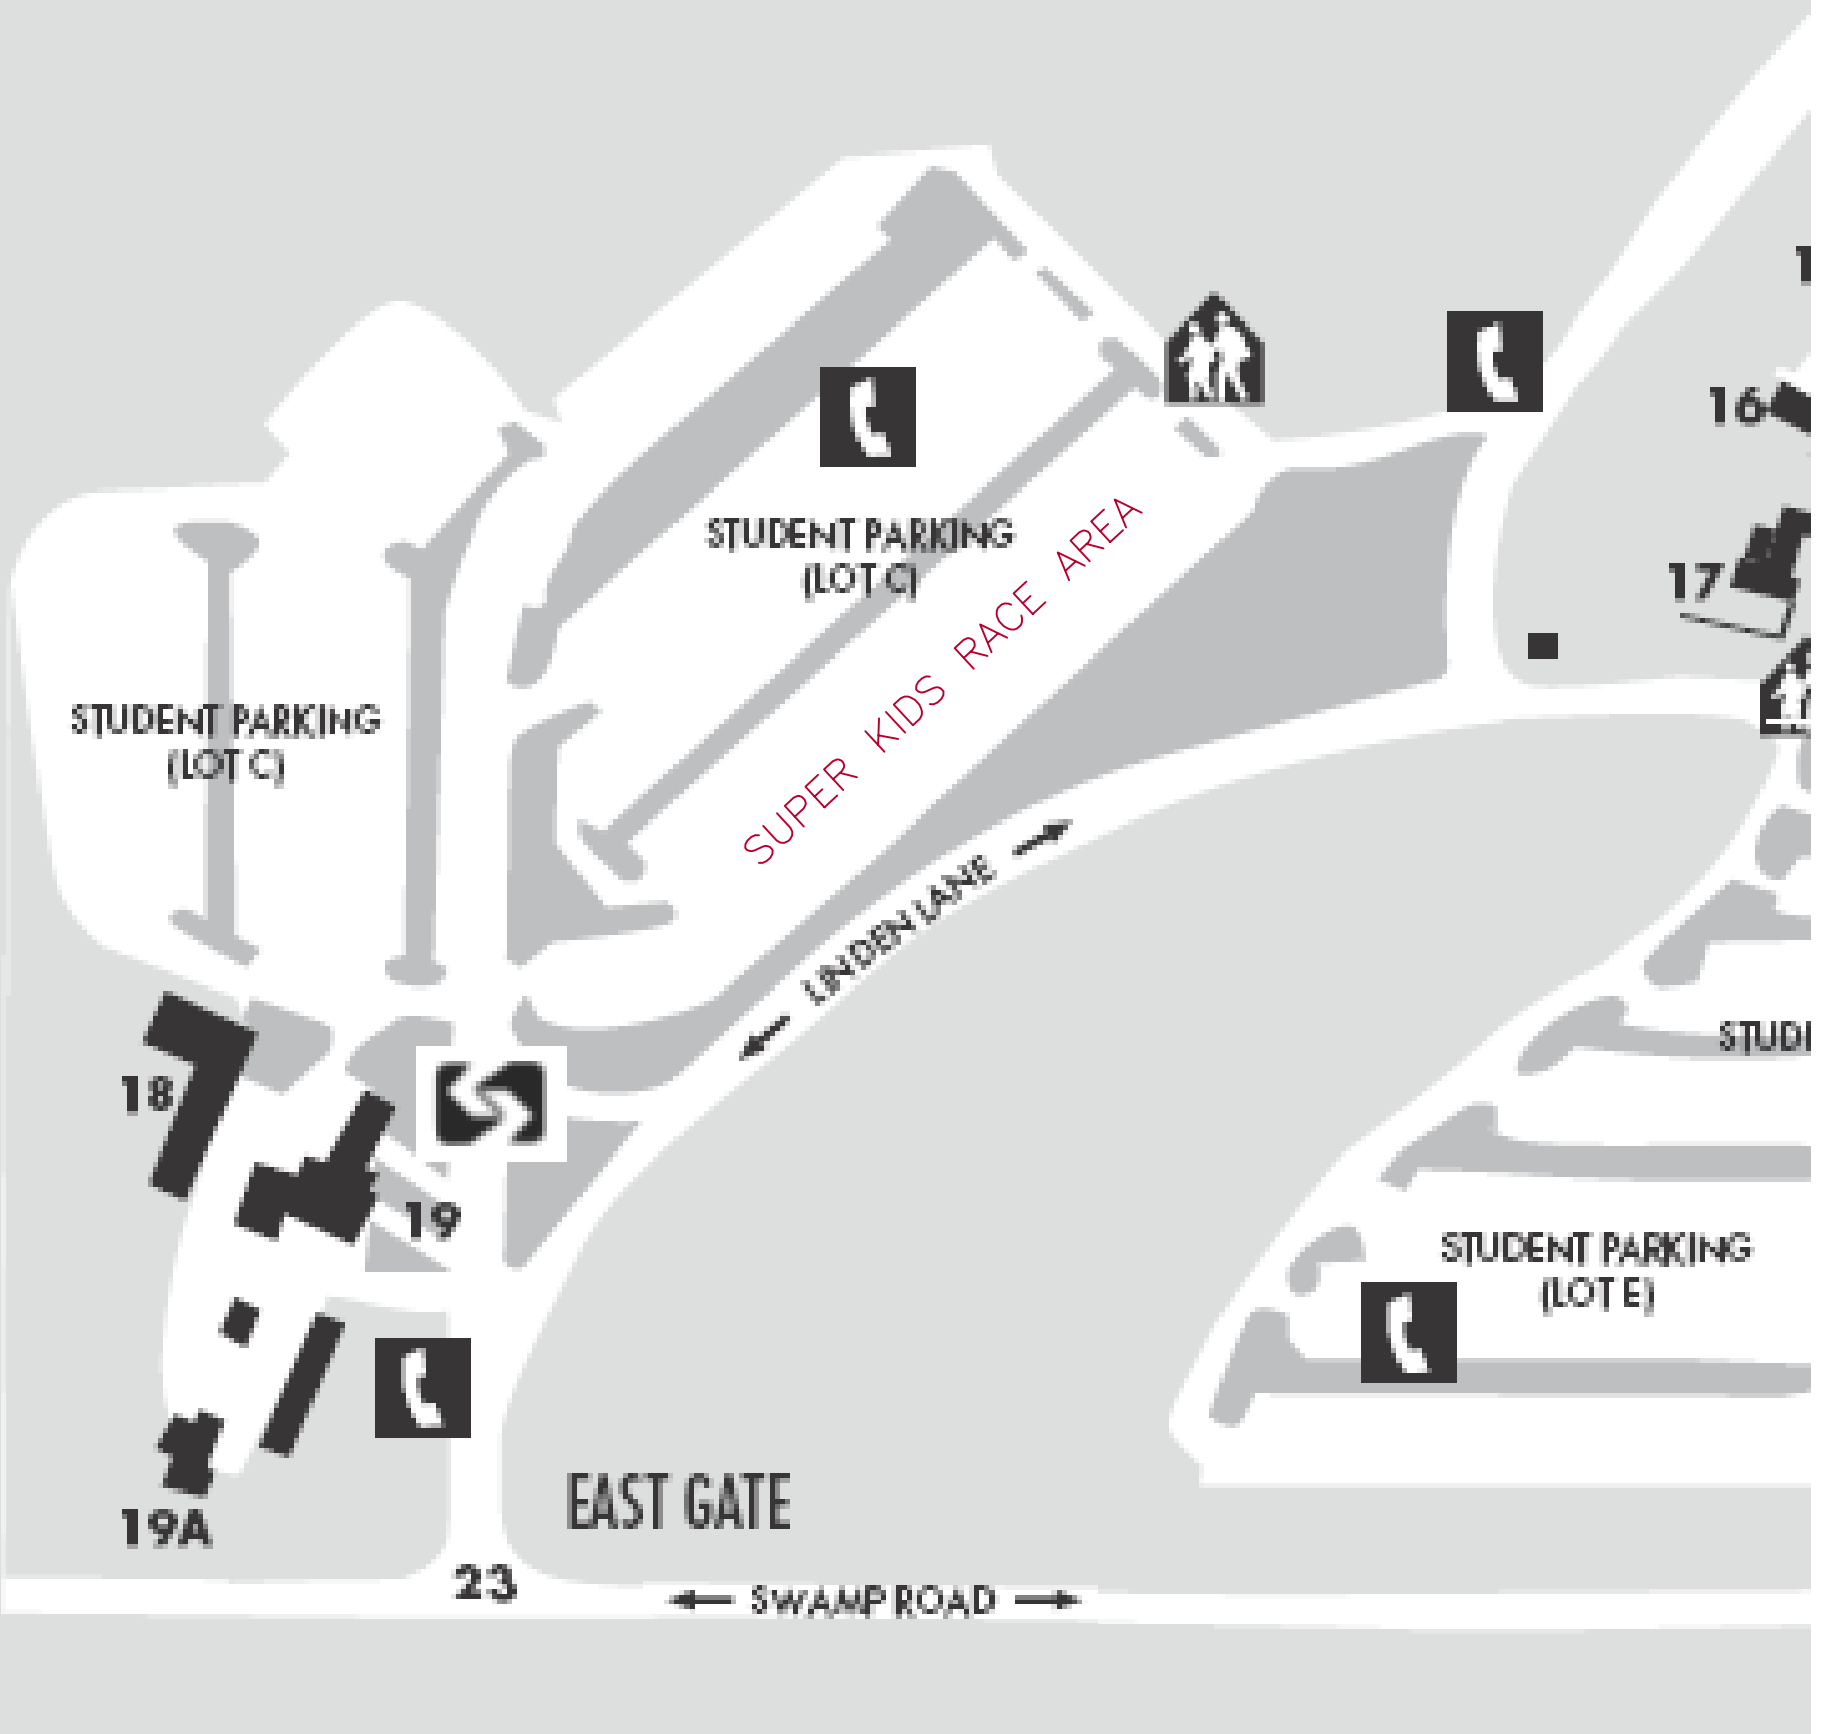 16
STUDENT PARKING
(LOT C)
SUPER KIDS RACE AREA
17
STUDENT PARKING
(LOT C)
LINDEN LANE
18
19
STUDENT PARKING
(LOT E)
19A
EAST GATE
23
SWAMP ROAD